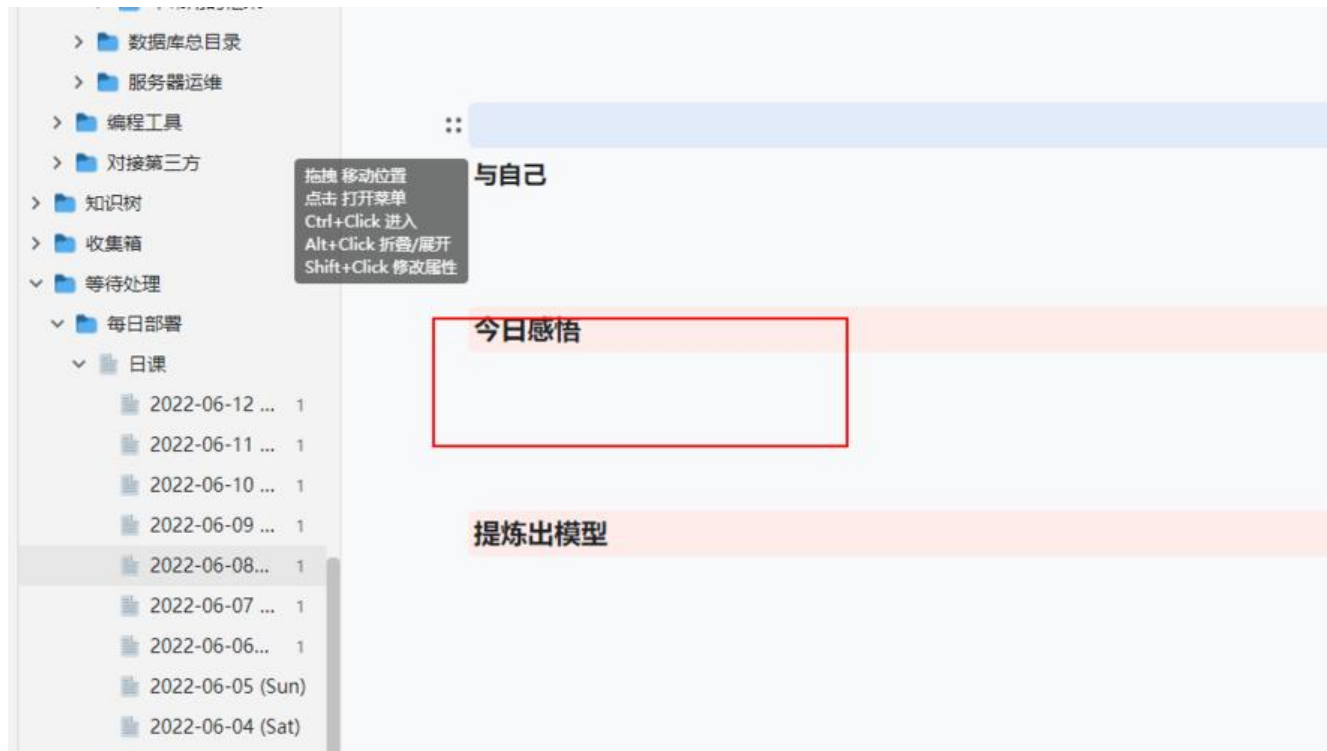 数据库总目录
服务器运维
编程工具
对接第三方
知识树
收集箱
等待处理
每日部署
日课
2022-06-12 ... 1
2022-06-11 ... 1
2022-06-10 ... 1
2022-06-09 ... 1
2022-06-08... 1
2022-06-07 ... 1
2022-06-06... 1
2022-06-05 (Sun)
2022-06-04 (Sat)
拖拽 移动位置
点击 打开菜单
Ctrl+Click 进入
Alt+Click 折叠/展开
Shift+Click 修改属性
与自己
今日感悟
提炼出模型